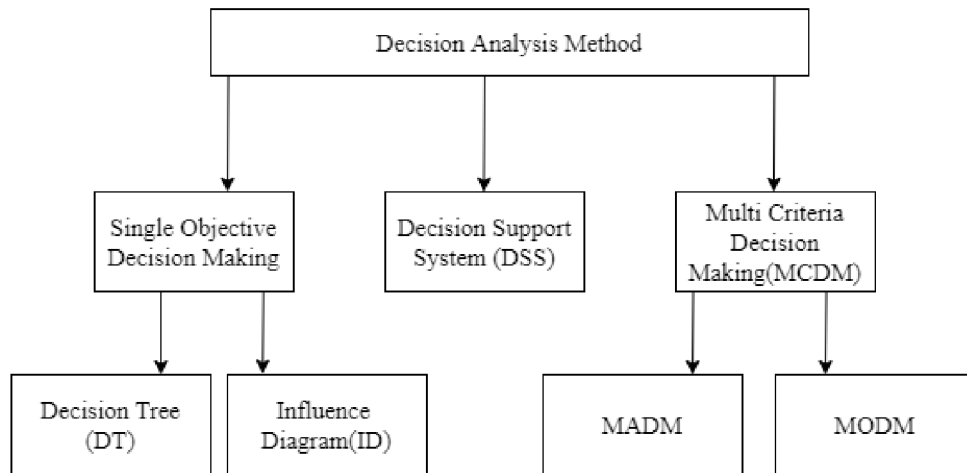 Decision Analysis Method
Single Objective
Decision Making
Decision Support
System (DSS)
Multi Criteria
Decision
Making(MCDM)
Decision Tree
(DT)
Influence
Diagram(ID)
MADM
MODM